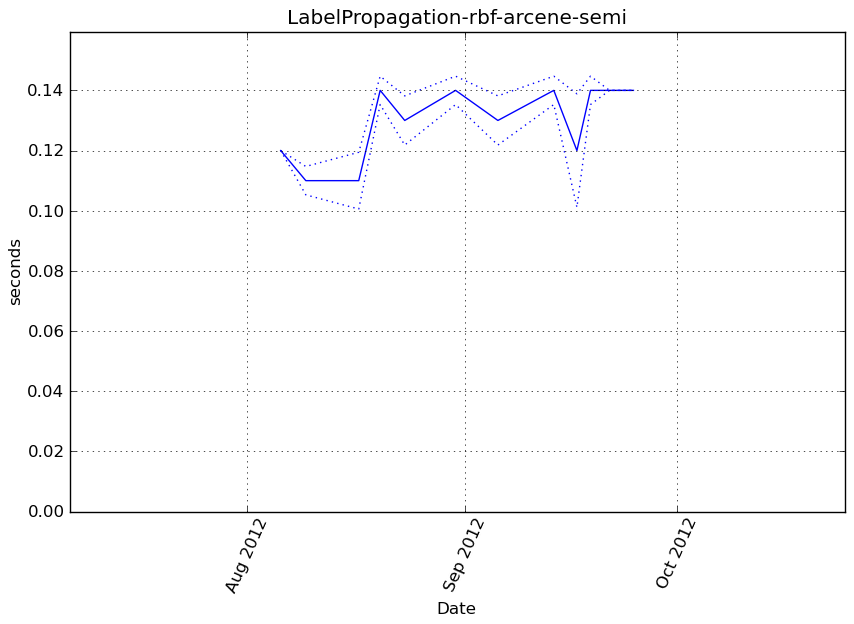 LabelPropagation-rbf-arcene-semi
seconds
0.14
0.12
0.10
0.08
0.06
0.04
0.02
0.00
Aug 2012
Sep 2012
Oct 2012
Date